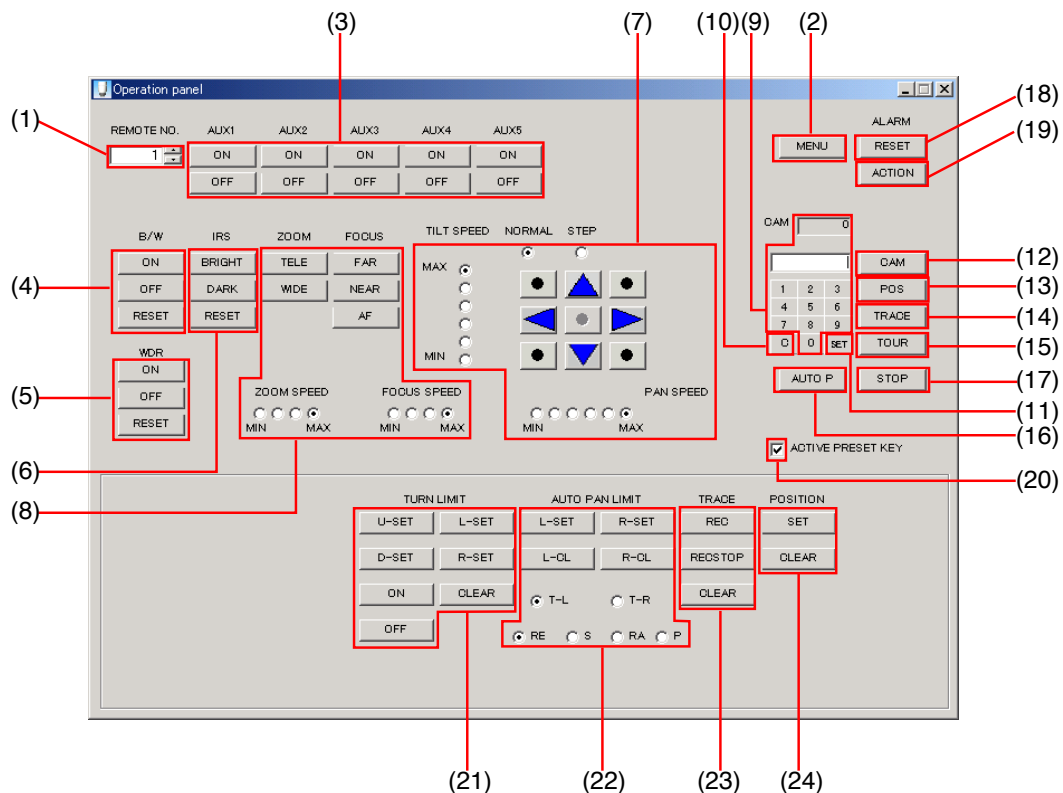 (3) (7) (10) (9) (2)
Operation panel
(18)
(1) REMOTE NO. AUX1 AUX2 AUX3 AUX4 AUX5 ALARM
1 ON ON ON ON ON MENU RESET (19)
OFF OFF OFF OFF OFF ACTION
B/W IRS ZOOM FOCUS TILT SPEED NORMAL STEP CAM 0
ON BRIGHT TELE FAR MAX CAM (12)
(4) OFF DARK WIDE NEAR 1 2 3 POS (13)
RESET RESET AF 4 5 6 TRACE (14)
7 8 9
WDR MIN C 0 SET TOUR (15)
ON
(5) OFF ZOOM SPEED FOCUS SPEED PAN SPEED AUTO P STOP (17)
RESET MIN MAX MIN MAX MIN MAX (11)
(16)
(6) ACTIVE PRESET KEY
(20)
(8) TURN LIMIT AUTO PAN LIMIT TRACE POSITION
U-SET L-SET L-SET R-SET REC SET
D-SET R-SET L-CL R-CL RECSTOP CLEAR
ON CLEAR T-L T-R CLEAR
OFF RE S RA P
(21) (22) (23) (24)